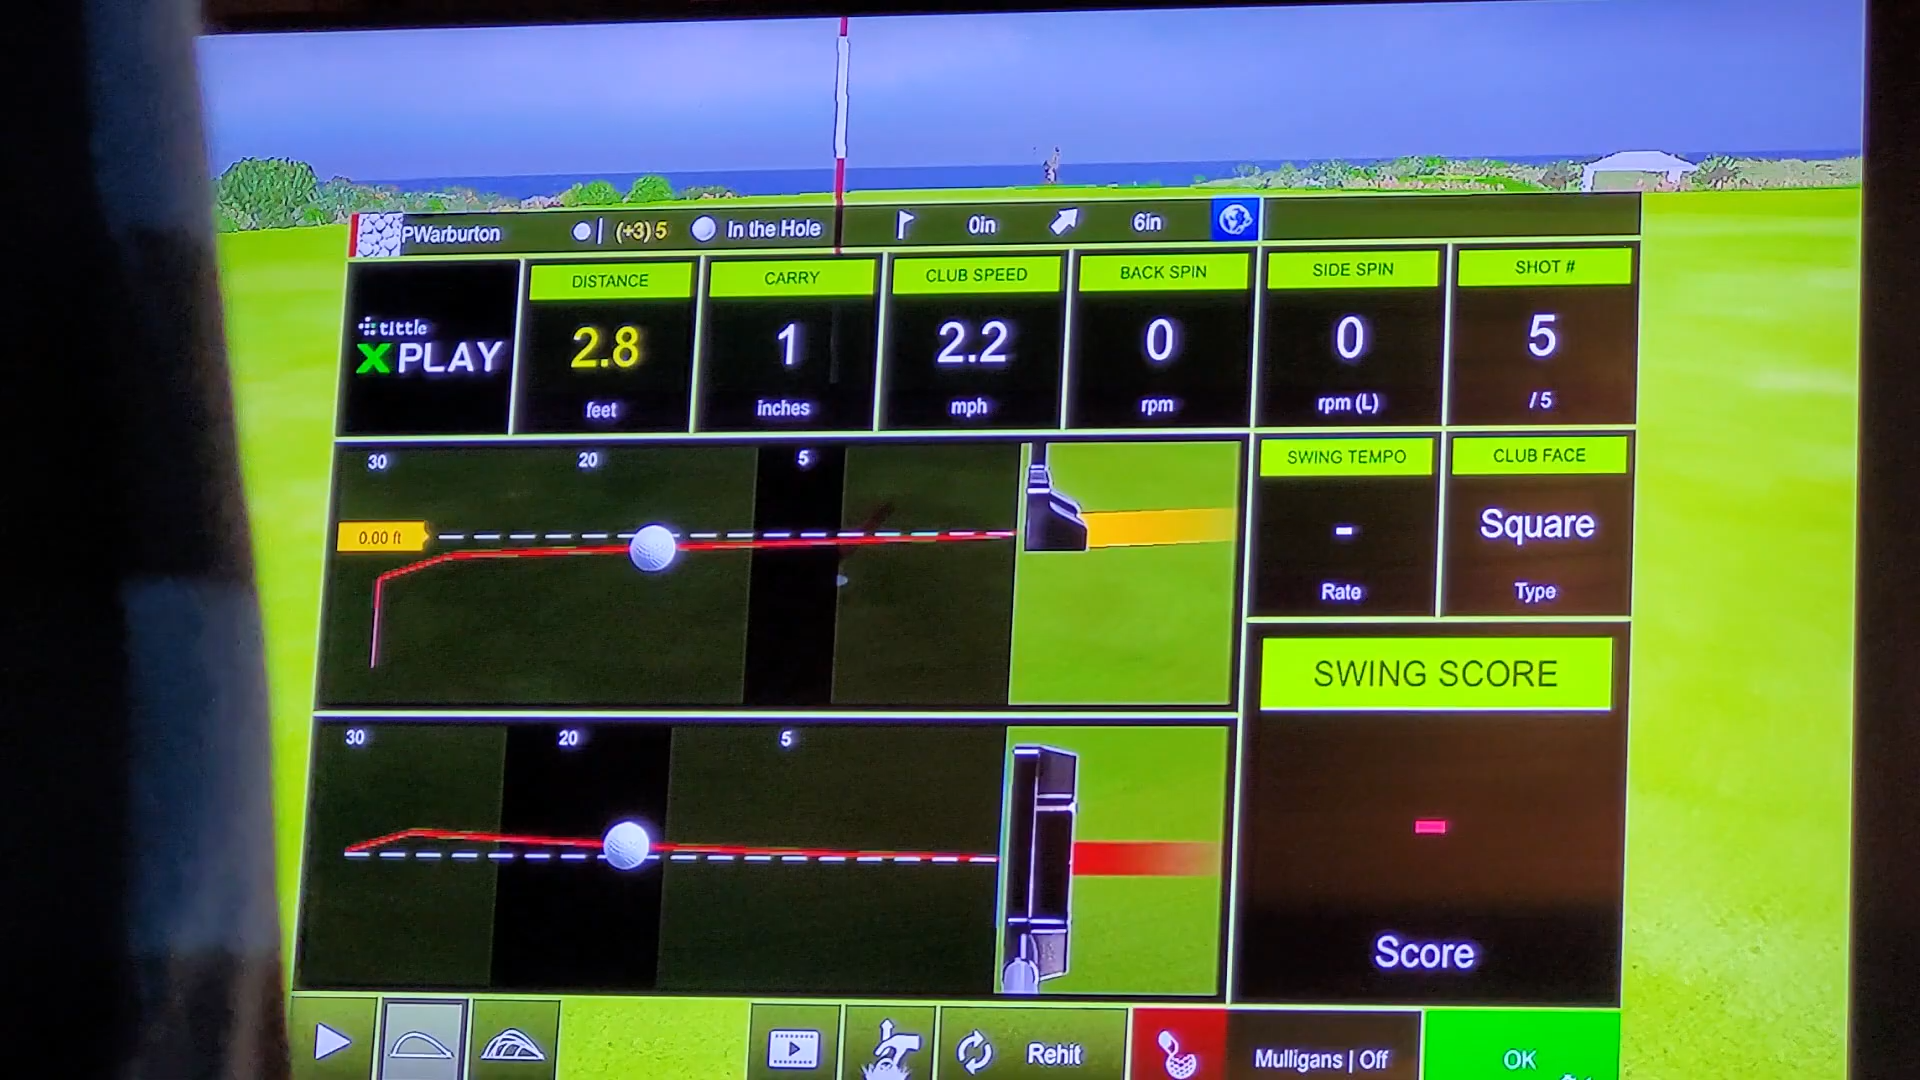 PWarburton (+3) 5 In the Hole 0in 6in
DISTANCE CARRY CLUB SPEED BACK SPIN SIDE SPIN SHOT #
tittle
X PLAY
2.8 1 2.2 0 0 5
feet inches mph rpm rpm (L) / 5
30 20 5
SWING TEMPO CLUB FACE
0.00 ft
- Square
Rate Type
SWING SCORE
30 20 5
-
Score
Rehit Mulligans | Off OK